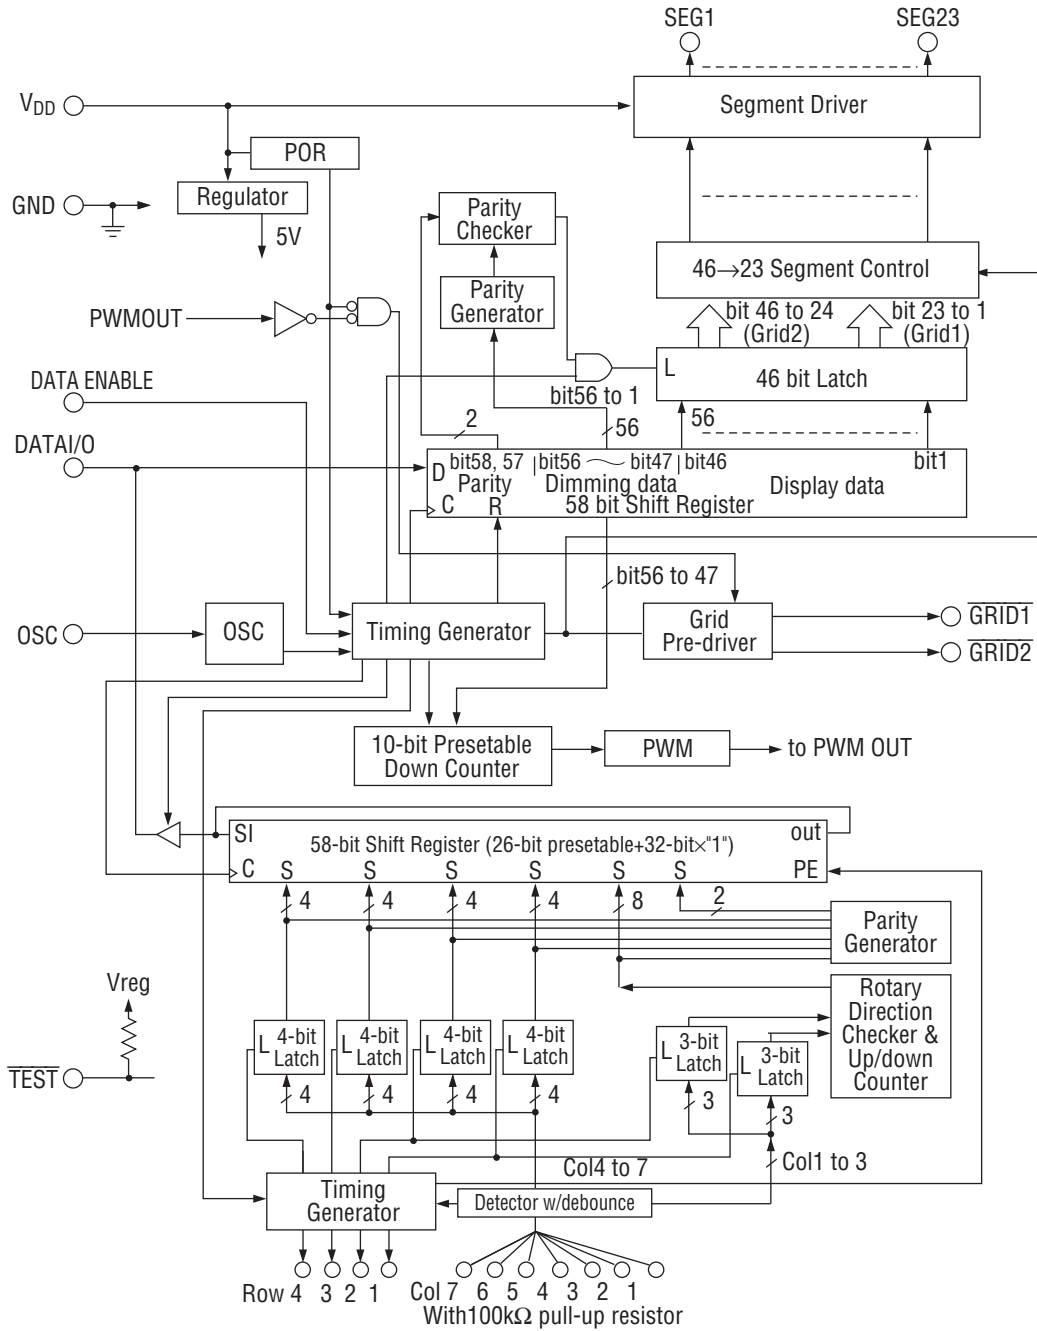 SEG1
SEG23
VDD
Segment Driver
POR
Regulator
GND
5V
Parity
Checker
46→23 Segment Control
Parity
Generator
bit 46 to 24
(Grid2)
bit 23 to 1
(Grid1)
PWMOUT
L
46 bit Latch
DATA ENABLE
bit56 to 1
2
56
56
DATAI/O
D
bit58, 57
bit56
bit47
bit46
bit1
Parity
Dimming data
Display data
C
R
58 bit Shift Register
bit56 to 47
OSC
OSC
Timing Generator
Grid
Pre-driver
GRID1
GRID2
10-bit Presetable
Down Counter
PWM
to PWM OUT
SI
58-bit Shift Register (26-bit presetable+32-bit×"1")
out
C
S
S
S
S
S
S
PE
4
4
4
4
8
2
Parity
Generator
Vreg
Rotary
Direction
Checker &
Up/down
Counter
L
4-bit
Latch
L
4-bit
Latch
L
4-bit
Latch
L
4-bit
Latch
L
3-bit
Latch
L
3-bit
Latch
TEST
4
4
4
4
3
3
Col4 to 7
Col1 to 3
Timing
Generator
Detector w/debounce
Row 4 3 2 1
Col 7 6 5 4 3 2 1
With100kΩ pull-up resistor